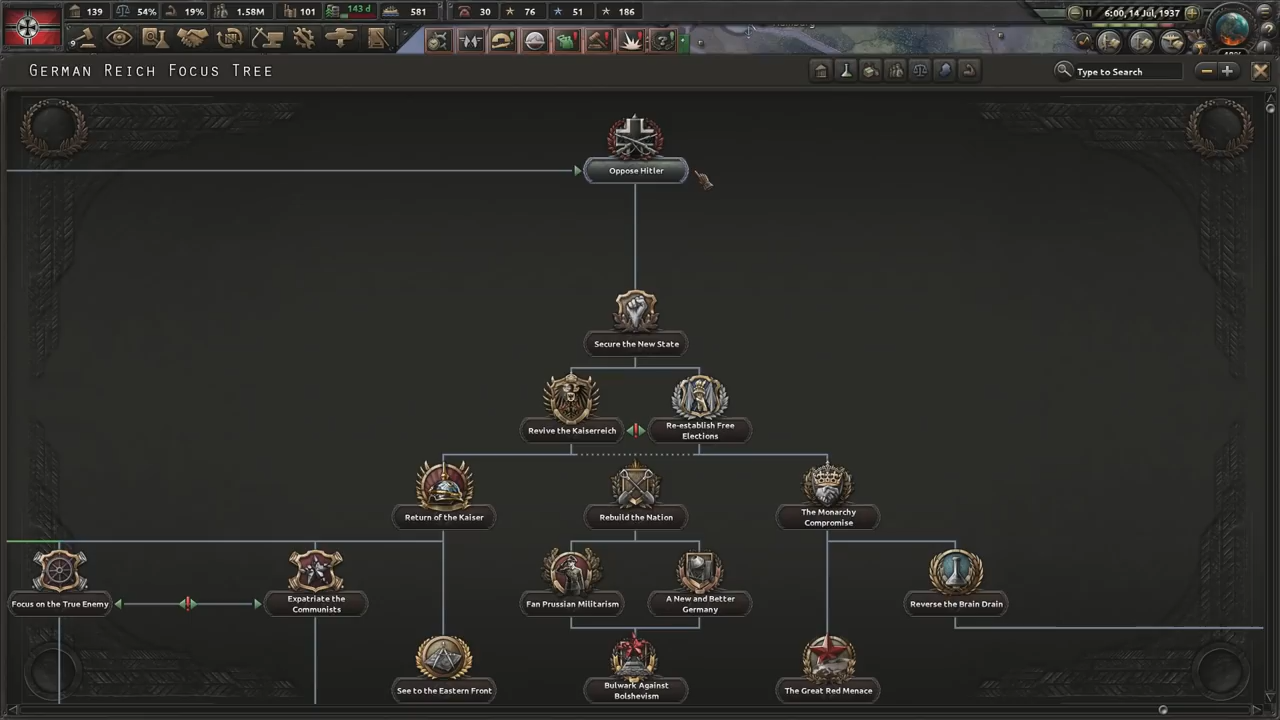 139 54% 19% 1.58M 101 143 d 581 30 76 51 186 6:00, 14 Jul, 1937
GERMAN REICH FOCUS TREE
Type to Search
Oppose Hitler
Secure the New State
Revive the Kaiserreich
Re-establish Free
Elections
Return of the Kaiser
Rebuild the Nation
The Monarchy
Compromise
Focus on the True Enemy
Expatriate the
Communists
Fan Prussian Militarism
A New and Better
Germany
Reverse the Brain Drain
See to the Eastern Front
Bulwark Against
Bolshevism
The Great Red Menace